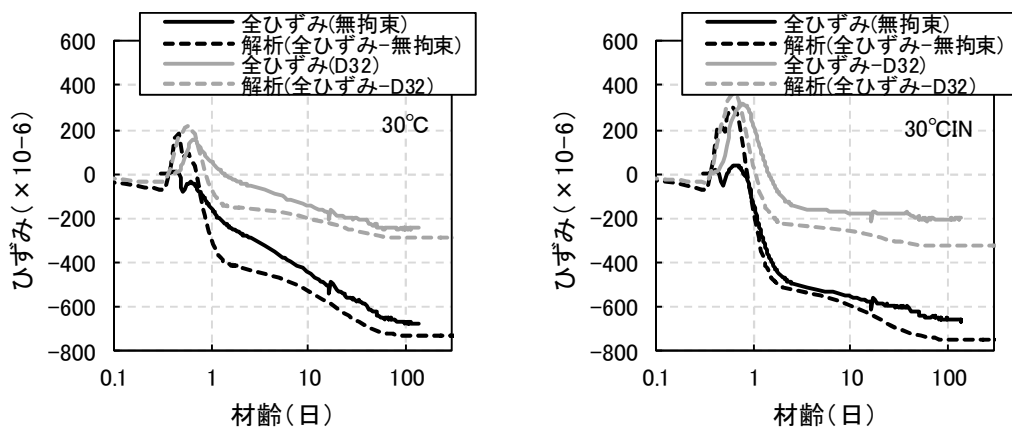 全ひずみ(無拘束)
解析(全ひずみ-無拘束)
全ひずみ(D32)
解析(全ひずみ-D32)
30℃
600
400
200
0
-200
-400
-600
-800
ひずみ(×10-6)
0.1 1 10 100
材齢(日)
全ひずみ(無拘束)
解析(全ひずみ-無拘束)
全ひずみ-D32)
解析(全ひずみ-D32)
30℃IN
600
400
200
0
-200
-400
-600
-800
ひずみ(×10-6)
0.1 1 10 100
材齢(日)